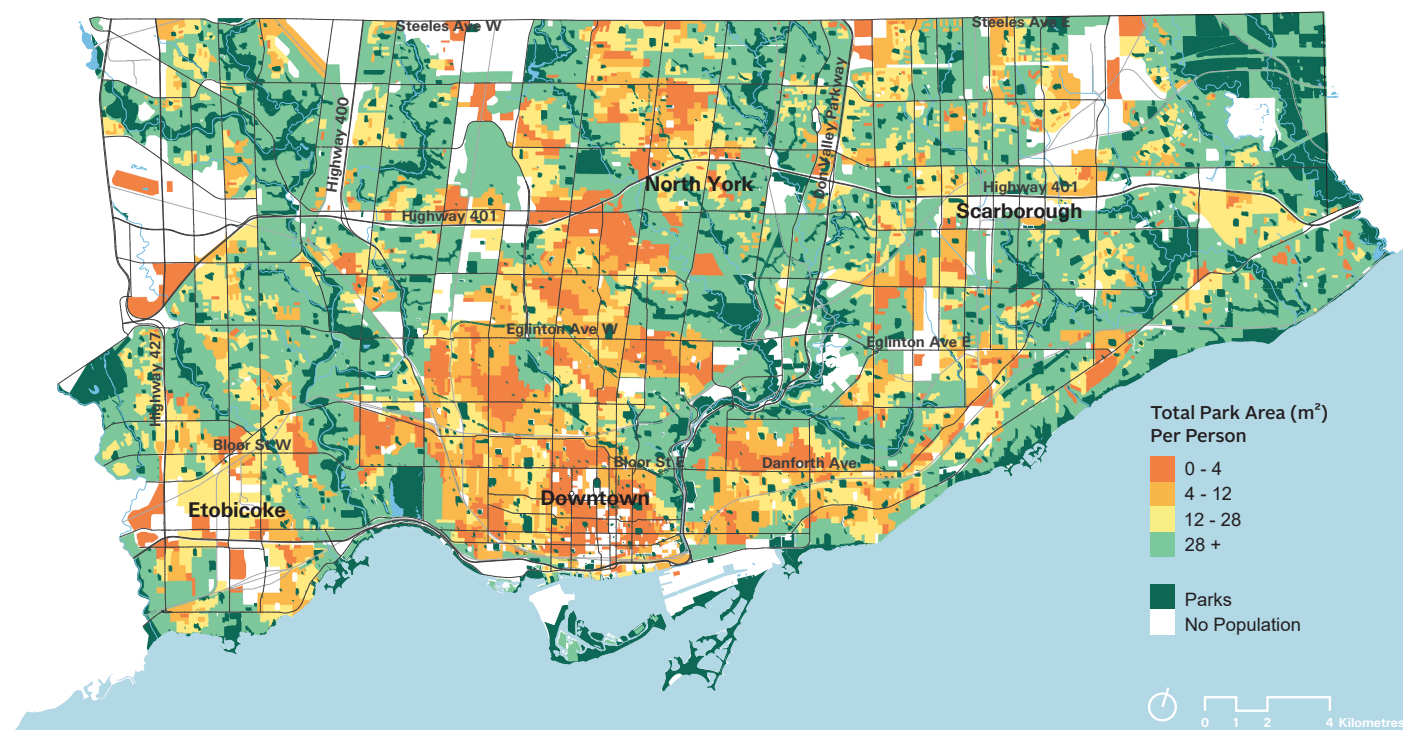 Steeles Ave W
Steeles Ave E
Highway 400
Don Valley Parkway
North York
Highway 401
Scarborough
Highway 401
Eglinton Ave W
Eglinton Ave E
Highway 427
Bloor St W
Bloor St E
Danforth Ave
Downtown
Etobicoke
Total Park Area (m²)
Per Person
0 - 4
4 - 12
12 - 28
28 +
Parks
No Population
0 1 2 4 Kilometres